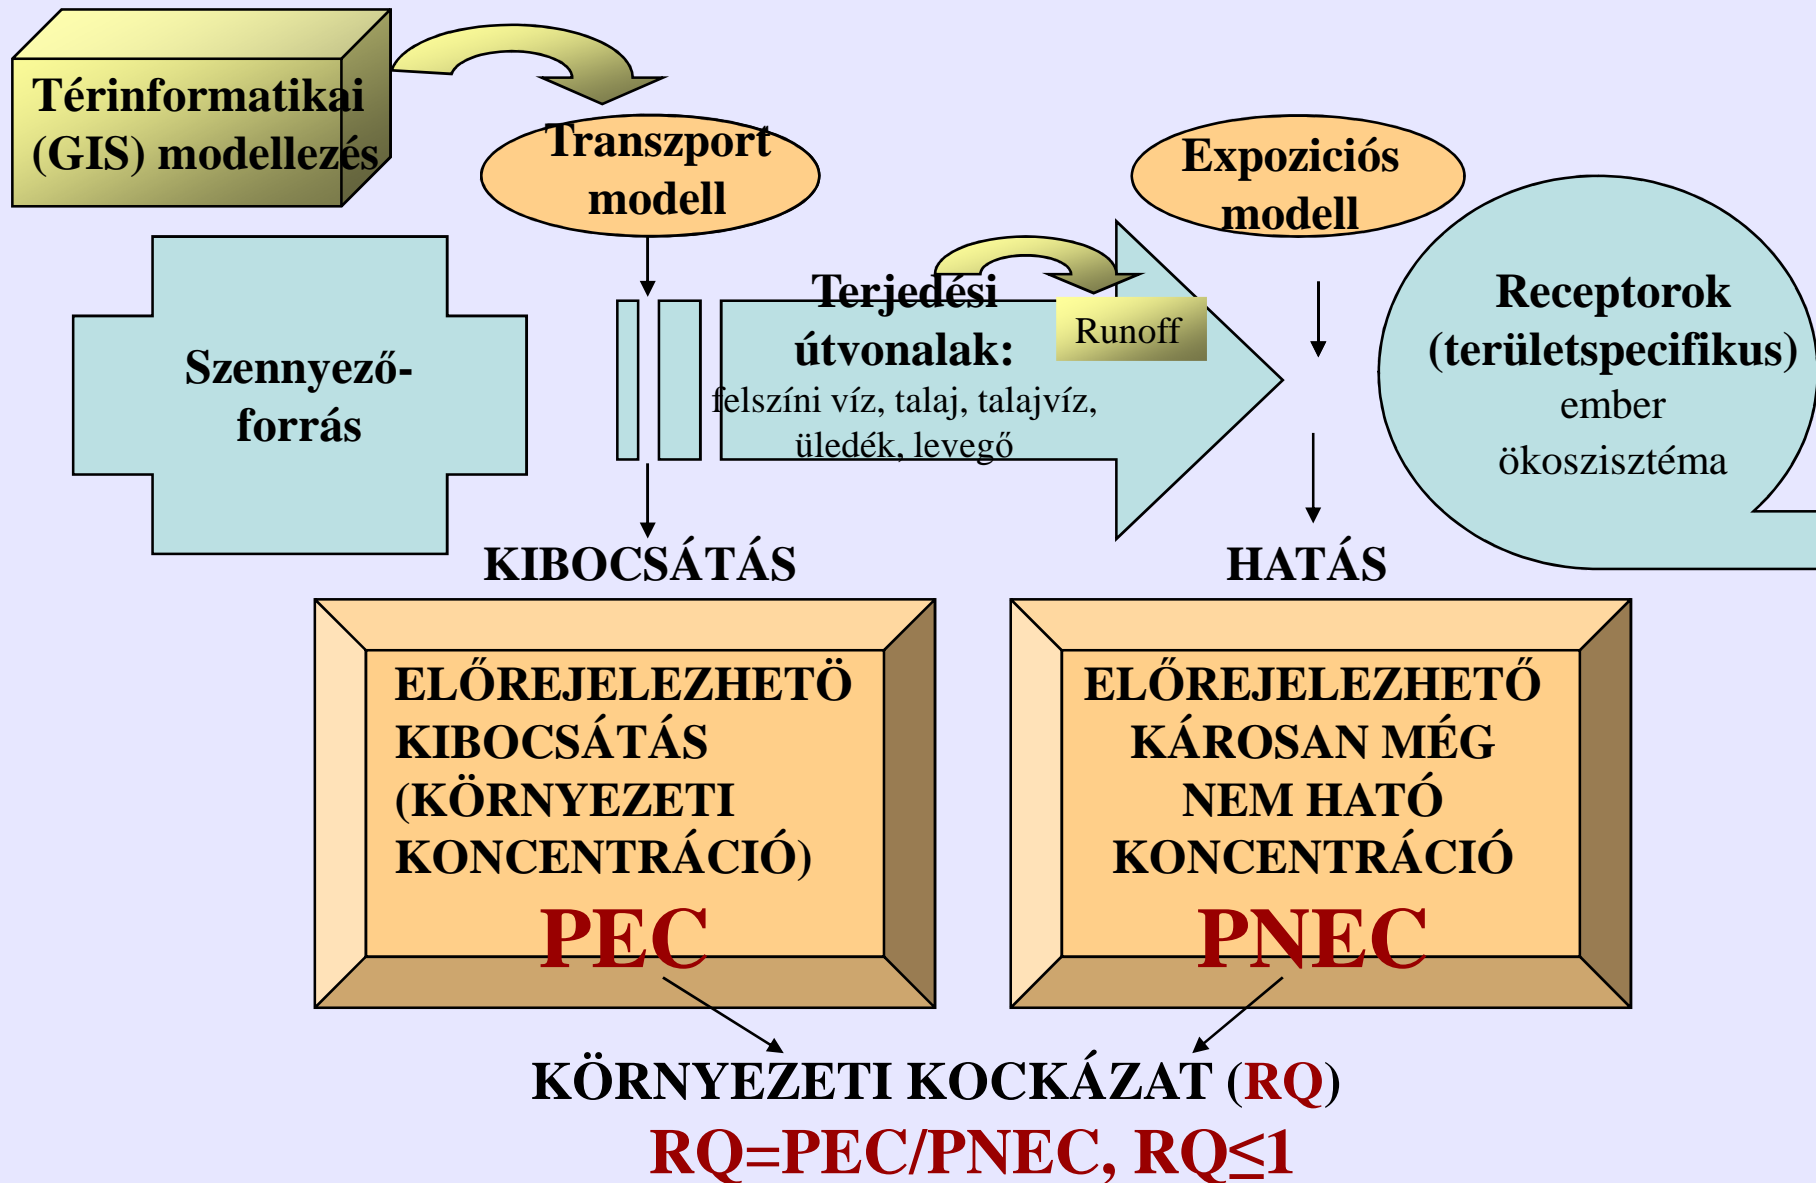 Térinformatikai
(GIS) modellezés
Transzport
modell
Expoziciós
modell
Szennyező-
forrás
Terjedési
útvonalak:
felszíni víz, talaj, talajvíz,
üledék, levegő
Runoff
Receptorok
(területspecifikus)
ember
ökoszisztéma
KIBOCSÁTÁS
HATÁS
ELŐREJELEZHETÖ
KIBOCSÁTÁS
(KÖRNYEZETI
KONCENTRÁCIÓ)
PEC
ELŐREJELEZHETŐ
KÁROSAN MÉG
NEM HATÓ
KONCENTRÁCIÓ
PNEC
KÖRNYEZETI KOCKÁZAT (RQ)
RQ=PEC/PNEC, RQ≤1